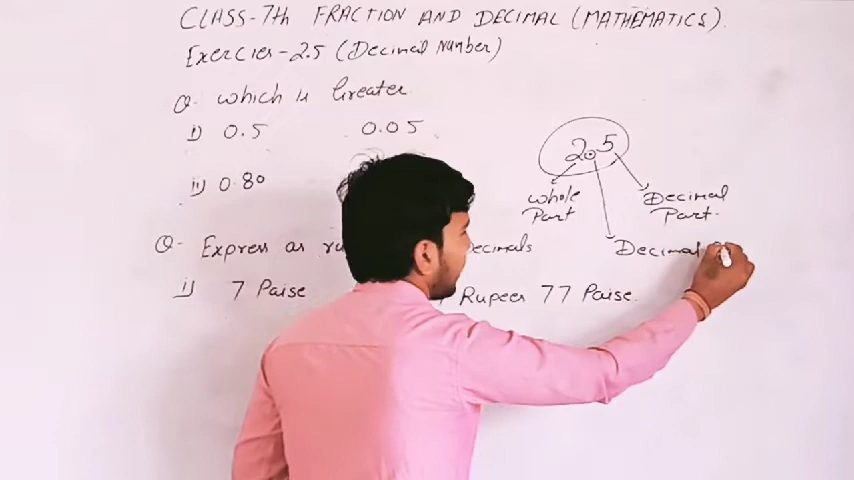 CLASS-7th FRACTION AND DECIMAL (MATHEMATICS).
Exercies-2.5 (Decimal Number)
Q- which is Greater
i) 0.5 0.05
2.5
ii) 0.80
whole Part
Decimal Part.
Q- Express as Decimals
Decimal
i) 7 Paise Rupees 77 Paise.